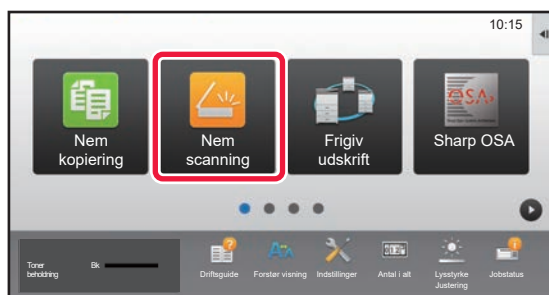 10:15
Nem
kopiering
Nem
scanning
Frigiv
udskrift
Sharp OSA
OSA
Toner
beholdning
Bk
Driftsguide
Forstør visning
Indstillinger
Antal i alt
Lysstyrke
Justering
Jobstatus